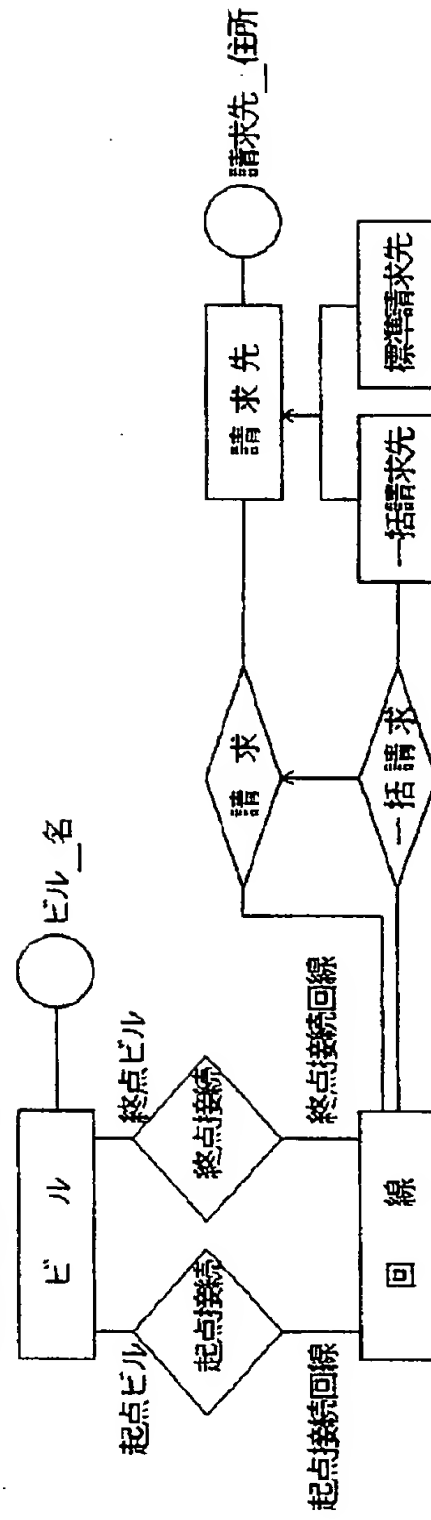 ビル
ビル_名
起点ビル
終点ビル
起点接続
終点接続
起点接続回線
終点接続回線
回線
請求
請求先
請求先_住所
一括請求
一括請求先
標準請求先